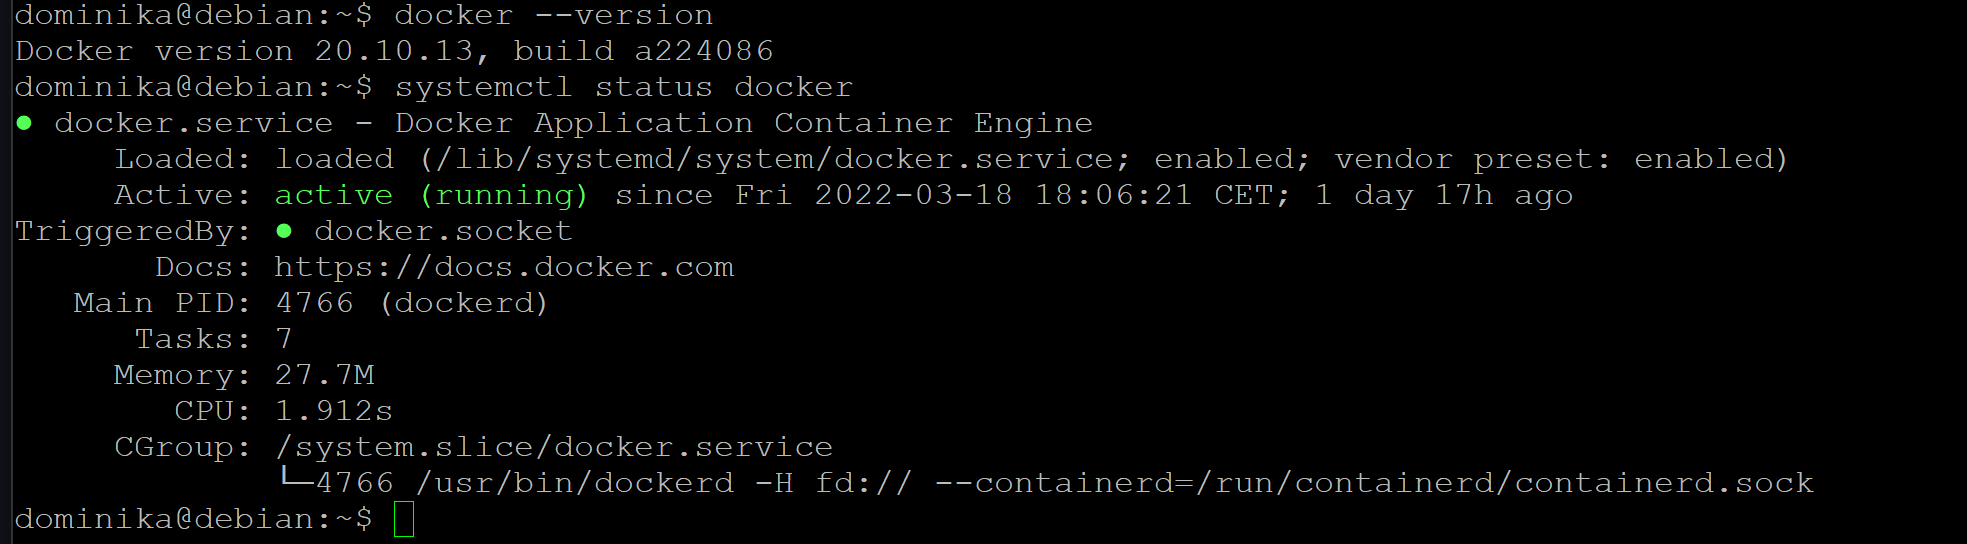 dominika@debian:~$ docker --version
Docker version 20.10.13, build a224086
dominika@debian:~$ systemctl status docker
● docker.service - Docker Application Container Engine
     Loaded: loaded (/lib/systemd/system/docker.service; enabled; vendor preset: enabled)
     Active: active (running) since Fri 2022-03-18 18:06:21 CET; 1 day 17h ago
TriggeredBy: ● docker.socket
       Docs: https://docs.docker.com
   Main PID: 4766 (dockerd)
      Tasks: 7
     Memory: 27.7M
        CPU: 1.912s
     CGroup: /system.slice/docker.service
             └─4766 /usr/bin/dockerd -H fd:// --containerd=/run/containerd/containerd.sock
dominika@debian:~$